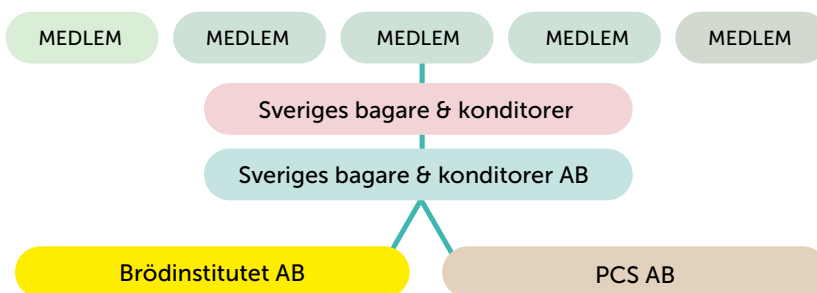 MEDLEM MEDLEM MEDLEM MEDLEM MEDLEM
Sveriges bagare & konditorer
Sveriges bagare & konditorer AB
Brödinstitutet AB PCS AB